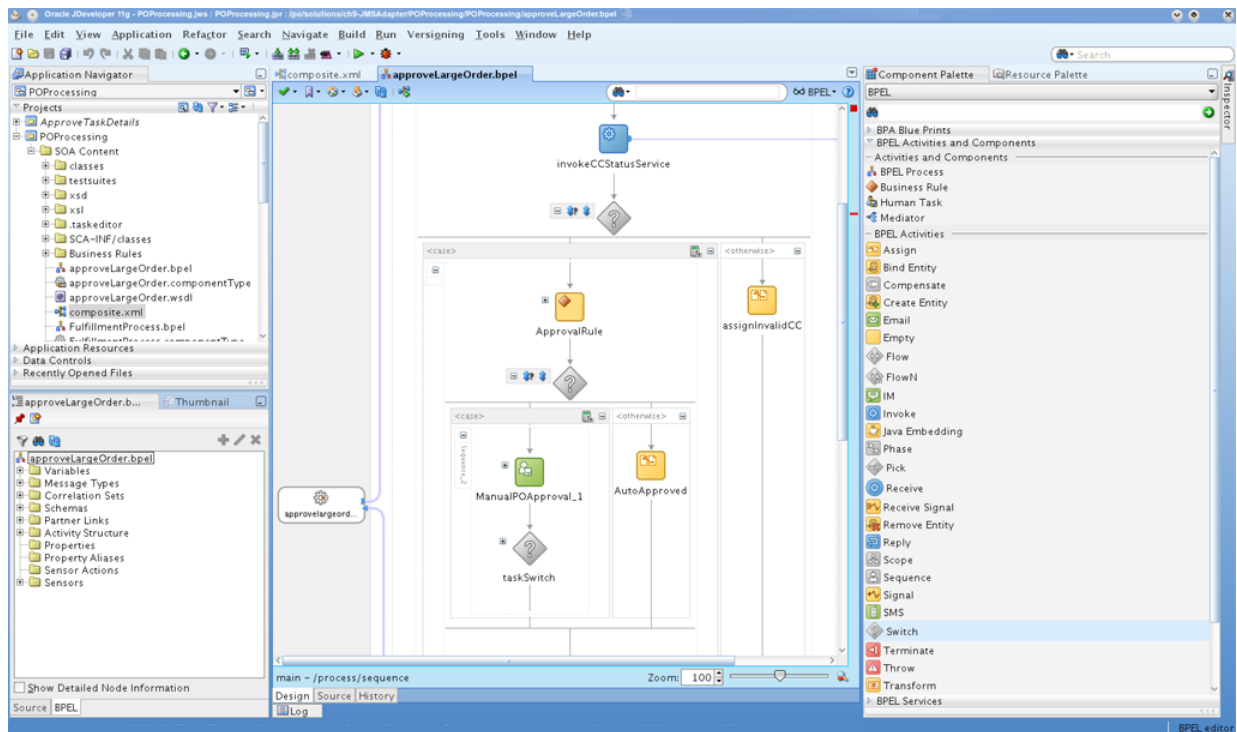 Oracle JDeveloper 11g - POProcessing.jws : POProcessing.jpr : /po/solutions/ch9-JMSAdapter/POProcessing/POProcessing/approveLargeOrder.bpel
File Edit View Application Refactor Search Navigate Build Run Versigning Tools Window Help
Search
Application Navigator
composite.xml
approveLargeOrder.bpel
Component Palette
Resource Palette
Inspector
POProcessing
BPEL
BPEL
Projects
ApproveTaskDetails
POProcessing
SOA Content
classes
testsuites
xsd
xsl
.taskeditor
SCA-INF/classes
Business Rules
approveLargeOrder.bpel
approveLargeOrder.componentType
approveLargeOrder.wsdl
composite.xml
FulfillmentProcess.bpel
FulfillmentProcess.componentType
Application Resources
Data Controls
Recently Opened Files
approveLargeOrder.b...
Thumbnail
approveLargeOrder.bpel
Variables
Message Types
Correlation Sets
Schemas
Partner Links
Activity Structure
Properties
Property Aliases
Sensor Actions
Sensors
Show Detailed Node Information
Source BPEL
invokeCCStatusService
<case>
<otherwise>
ApprovalRule
assignInvalidCC
<case>
<otherwise>
Sequence_2
ManualPOApproval_1
AutoApproved
taskSwitch
approvelargeord...
main - /process/sequence
Zoom: 100
Design Source History
Log
BPA Blue Prints
BPEL Activities and Components
Activities and Components
BPEL Process
Business Rule
Human Task
Mediator
BPEL Activities
Assign
Bind Entity
Compensate
Create Entity
Email
Empty
Flow
FlowN
IM
Invoke
Java Embedding
Phase
Pick
Receive
Receive Signal
Remove Entity
Reply
Scope
Sequence
Signal
SMS
Switch
Terminate
Throw
Transform
BPEL Services
BPEL editor